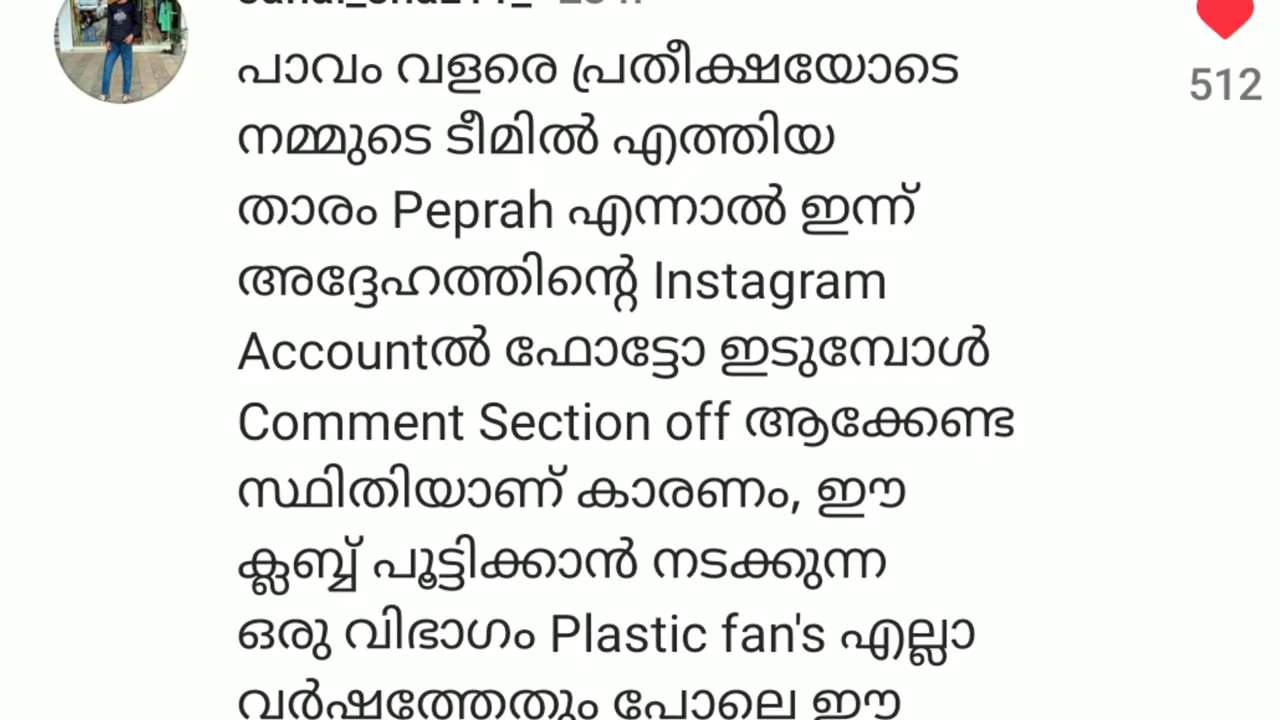 പാവം വളരെ പ്രതീക്ഷയോടെ
512
നമ്മുടെ ടീമിൽ എത്തിയ
താരം Peprah എന്നാൽ ഇന്ന്
അദ്ദേഹത്തിന്റെ Instagram
Accountൽ ഫോട്ടോ ഇടുമ്പോൾ
Comment Section off ആക്കേണ്ട
സ്ഥിതിയാണ് കാരണം, ഈ
ക്ലബ്ബ് പൂട്ടിക്കാൻ നടക്കുന്ന
ഒരു വിഭാഗം Plastic fan's എല്ലാ
വർഷത്തേതും പോലെ ഈ